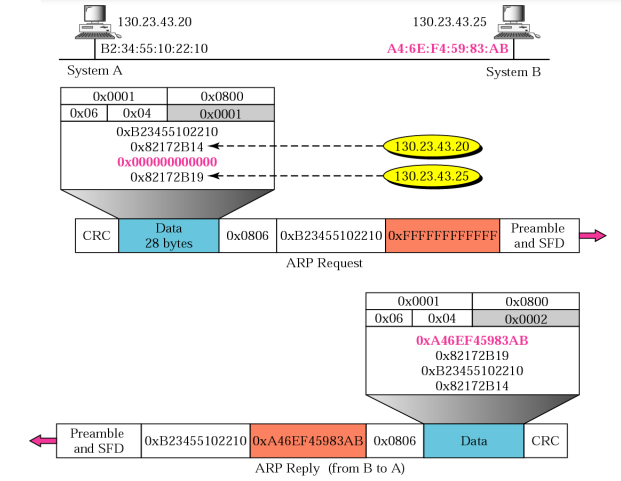 130.23.43.20
130.23.43.25
B2:34:55:10:22:10
A4:6E:F4:59:83:AB
System A
System B
0x0001 0x0800
0x06 0x04 0x0001
0xB23455102210
0x82172B14
130.23.43.20
0x000000000000
0x82172B19
130.23.43.25
CRC
Data
28 bytes
0x0806
0xB23455102210
0xFFFFFFFFFFFF
Preamble
and SFD
ARP Request
0x0001 0x0800
0x06 0x04 0x0002
0xA46EF45983AB
0x82172B19
0xB23455102210
0x82172B14
Preamble
and SFD
0xB23455102210
0xA46EF45983AB
0x0806
Data
CRC
ARP Reply (from B to A)